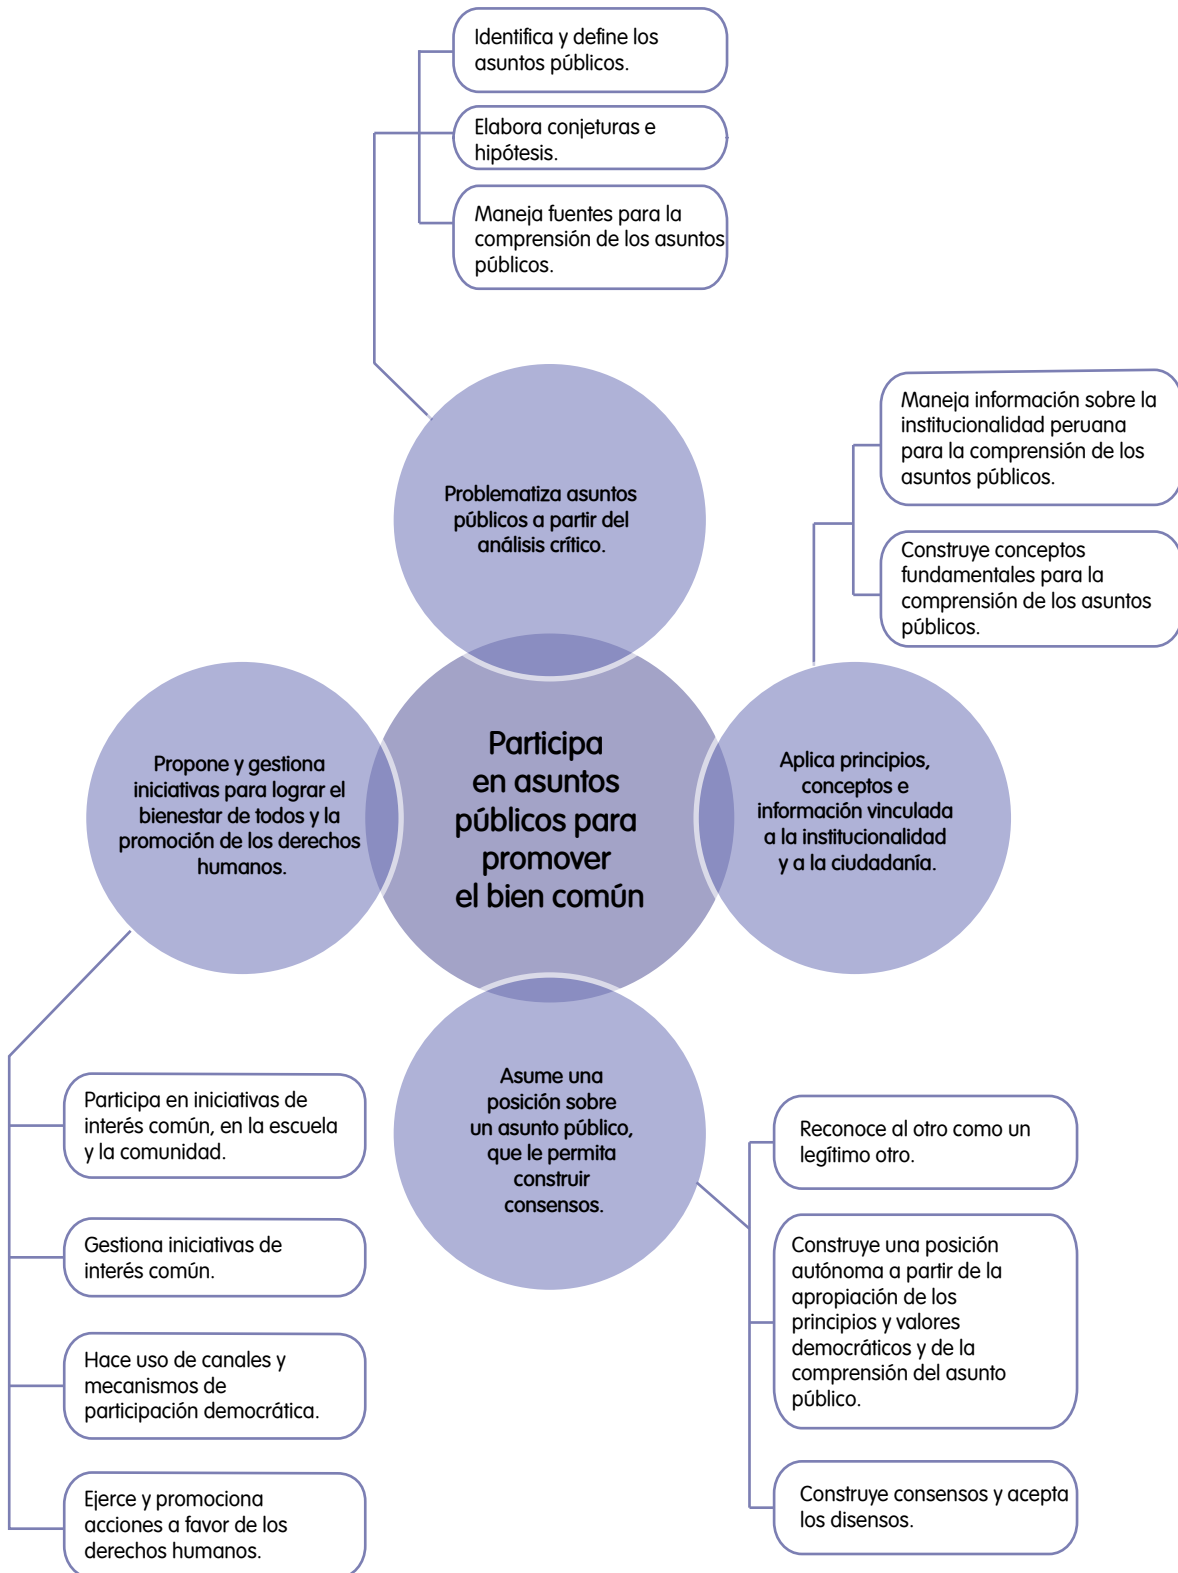 Identifica y define los
asuntos públicos.
Elabora conjeturas e
hipótesis.
Maneja fuentes para la
comprensión de los asuntos
públicos.
Maneja información sobre la
institucionalidad peruana
para la comprensión de los
asuntos públicos.
Construye conceptos
fundamentales para la
comprensión de los asuntos
públicos.
Problematiza asuntos
públicos a partir del
análisis crítico.
Propone y gestiona
iniciativas para lograr el
bienestar de todos y la
promoción de los derechos
humanos.
Participa
en asuntos
públicos para
promover
el bien común
Aplica principios,
conceptos e
información vinculada
a la institucionalidad
y a la ciudadanía.
Asume una
posición sobre
un asunto público,
que le permita
construir
consensos.
Participa en iniciativas de
interés común, en la escuela
y la comunidad.
Gestiona iniciativas de
interés común.
Hace uso de canales y
mecanismos de
participación democrática.
Ejerce y promociona
acciones a favor de los
derechos humanos.
Reconoce al otro como un
legítimo otro.
Construye una posición
autónoma a partir de la
apropiación de los
principios y valores
democráticos y de la
comprensión del asunto
público.
Construye consensos y acepta
los disensos.